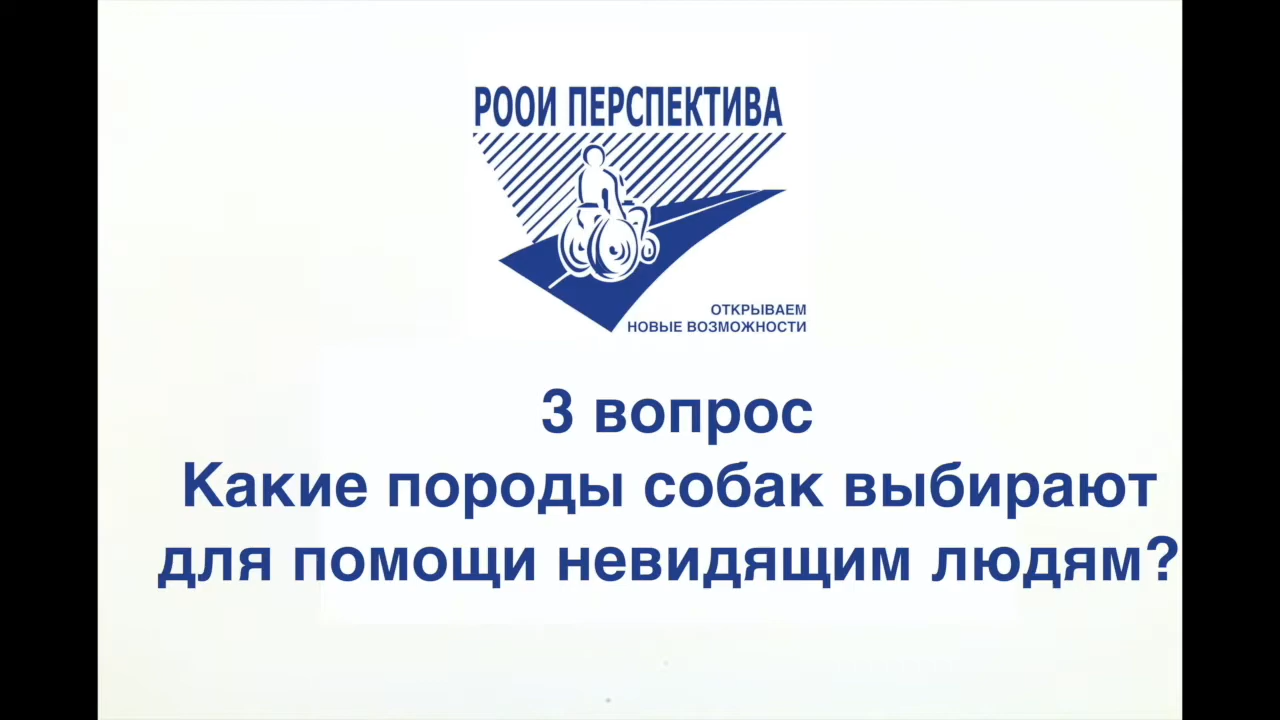 РООИ ПЕРСПЕКТИВА
ОТКРЫВАЕМ
НОВЫЕ ВОЗМОЖНОСТИ
3 вопрос
Какие породы собак выбирают
для помощи невидящим людям?